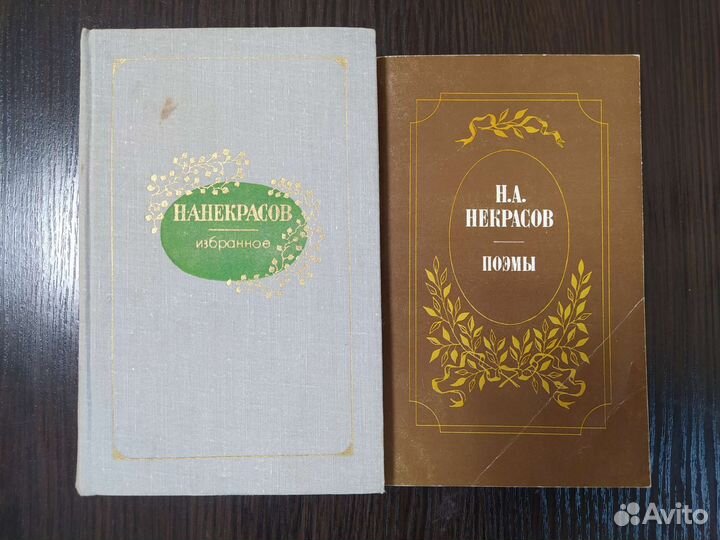 Н·А·НЕКРАСОВ
избранное
Н.А.
НЕКРАСОВ
ПОЭМЫ
Avito